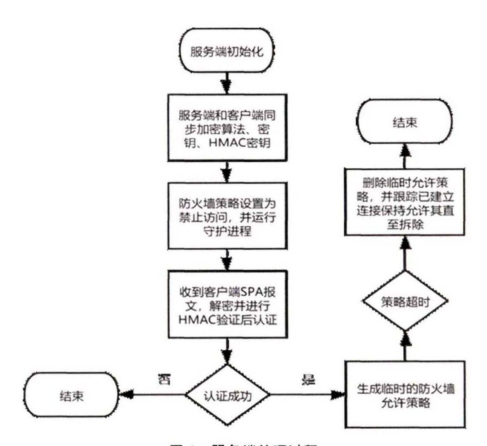 服务端初始化
服务端和客户端同
步加密算法、密
钥、HMAC密钥
防火墙策略设置为
禁止访问，并运行
守护进程
收到客户端SPA报
文，解密并进行
HMAC验证后认证
认证成功
否
结束
是
生成临时的防火墙
允许策略
策略超时
删除临时允许策
略，并跟踪已建立
连接保持允许其直
至拆除
结束